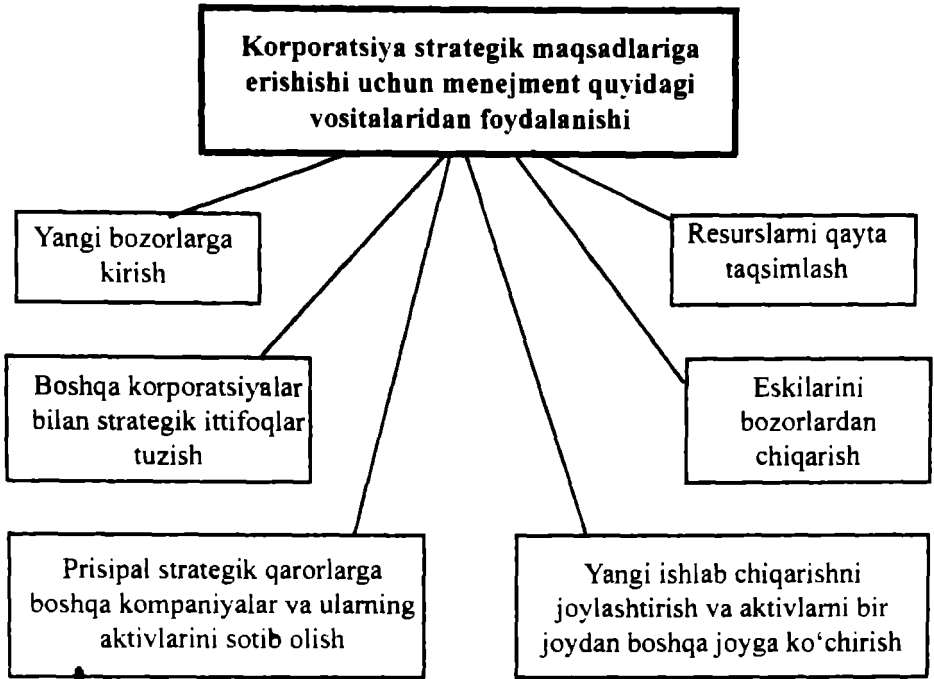 Korporatsiya strategik maqsadlariga
erishishi uchun menejment quyidagi
vositalaridan foydalanishi
Yangi bozorlarga
kirish
Resurslarni qayta
taqsimlash
Boshqa korporatsiyalar
bilan strategik ittifoqlar
tuzish
Eskilarini
bozorlardan
chiqarish
Prisipal strategik qarorlarga
boshqa kompaniyalar va ularning
aktivlarini sotib olish
Yangi ishlab chiqarishni
joylashtirish va aktivlarni bir
joydan boshqa joyga ko‘chirish